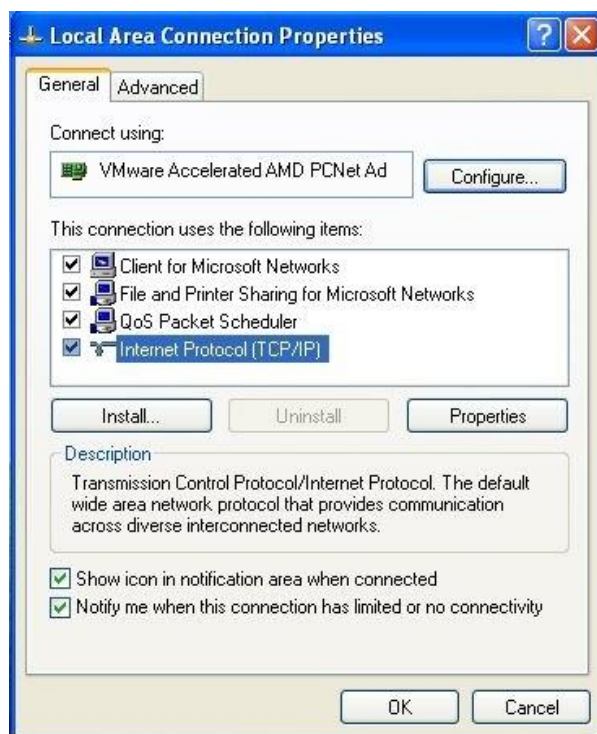 Local Area Connection Properties
General
Advanced
Connect using:
VMware Accelerated AMD PCNet Ad
Configure...
This connection uses the following items:
Client for Microsoft Networks
File and Printer Sharing for Microsoft Networks
QoS Packet Scheduler
Internet Protocol (TCP/IP)
Install...
Uninstall
Properties
Description
Transmission Control Protocol/Internet Protocol. The default
wide area network protocol that provides communication
across diverse interconnected networks.
Show icon in notification area when connected
Notify me when this connection has limited or no connectivity
OK
Cancel